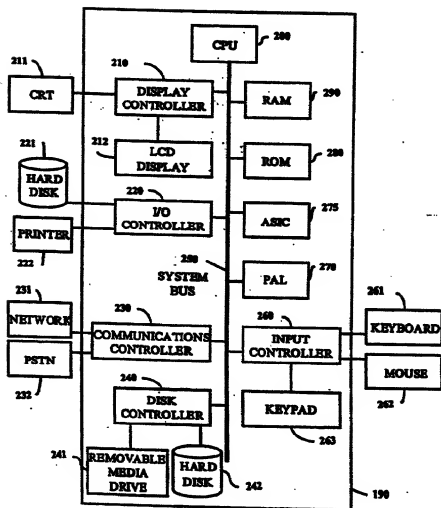 CPU
200
211
210
CRT
DISPLAY
CONTROLLER
RAM
290
221
212
LCD
DISPLAY
ROM
280
HARD
DISK
220
I/O
CONTROLLER
ASIC
275
PRINTER
222
250
SYSTEM
BUS
PAL
270
231
230
260
261
NETWORK
COMMUNICATIONS
CONTROLLER
INPUT
CONTROLLER
KEYBOARD
PSTN
232
240
MOUSE
262
DISK
CONTROLLER
KEYPAD
263
241
REMOVABLE
MEDIA
DRIVE
HARD
DISK
242
190